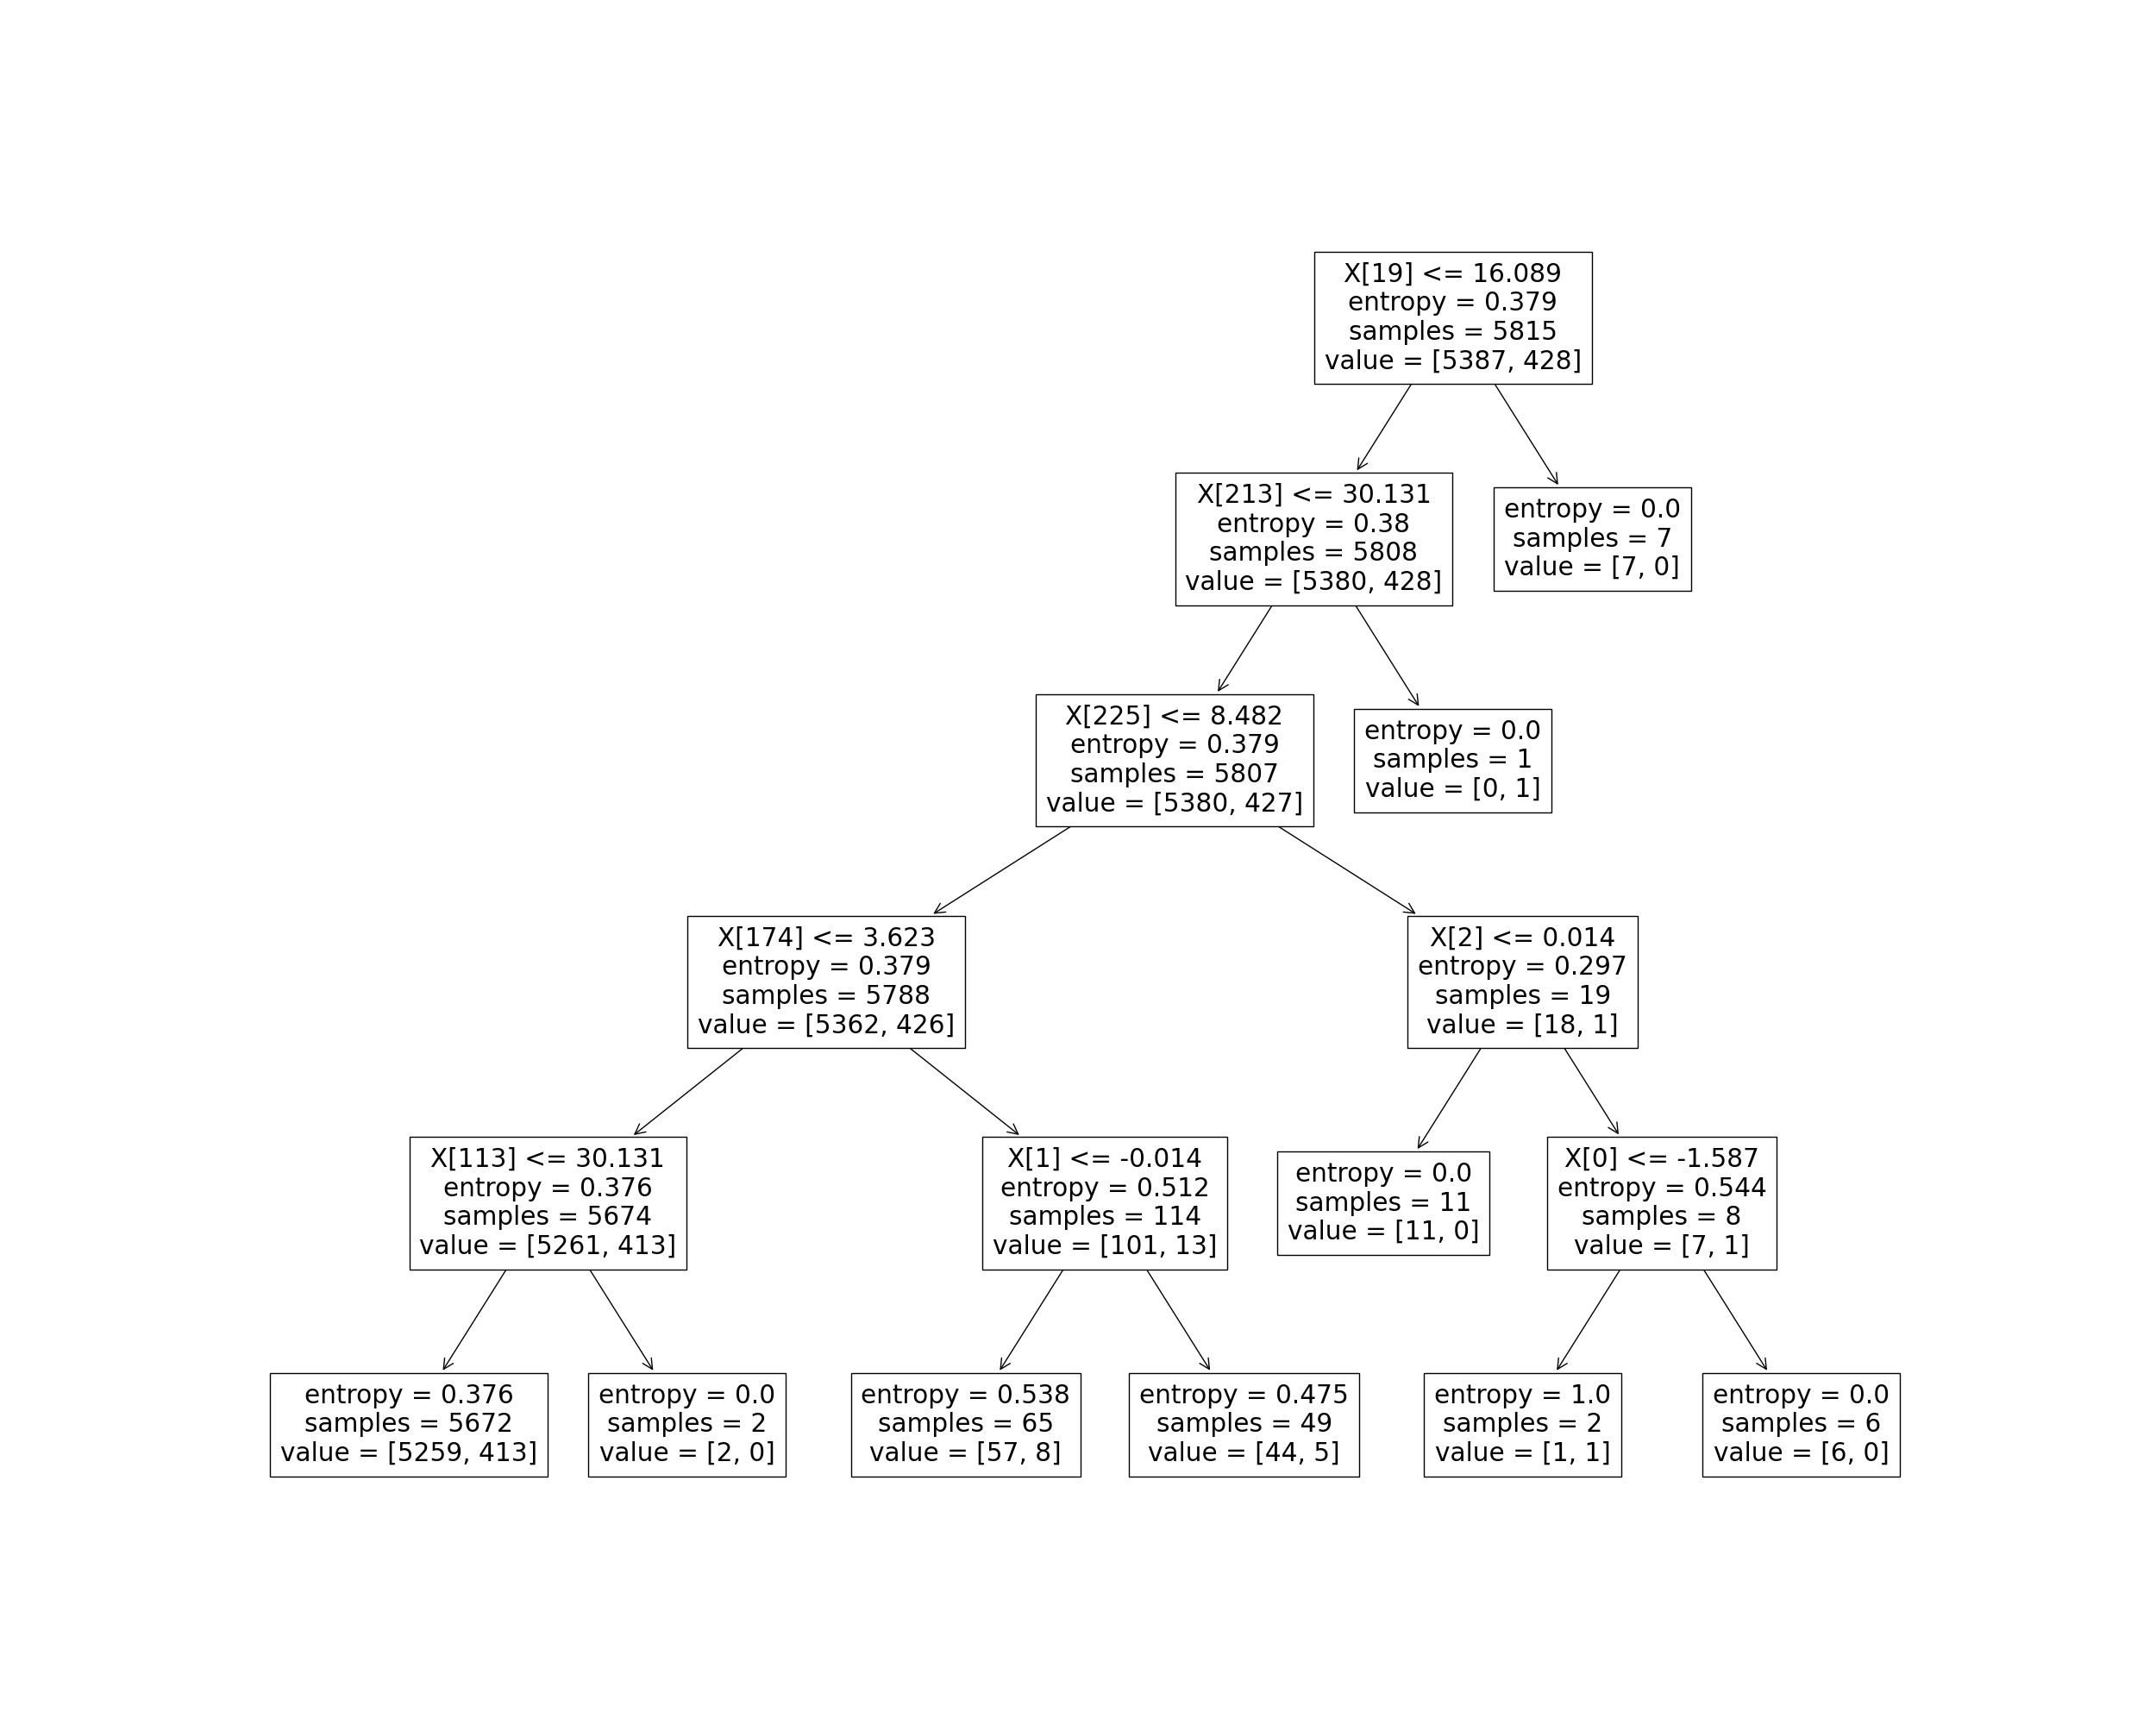 X[19] <= 16.089
entropy = 0.379
samples = 5815
value = [5387, 428]
X[213] <= 30.131
entropy = 0.38
samples = 5808
value = [5380, 428]
entropy = 0.0
samples = 7
value = [7, 0]
X[225] <= 8.482
entropy = 0.379
samples = 5807
value = [5380, 427]
entropy = 0.0
samples = 1
value = [0, 1]
X[174] <= 3.623
entropy = 0.379
samples = 5788
value = [5362, 426]
X[2] <= 0.014
entropy = 0.297
samples = 19
value = [18, 1]
X[113] <= 30.131
entropy = 0.376
samples = 5674
value = [5261, 413]
X[1] <= -0.014
entropy = 0.512
samples = 114
value = [101, 13]
entropy = 0.0
samples = 11
value = [11, 0]
X[0] <= -1.587
entropy = 0.544
samples = 8
value = [7, 1]
entropy = 0.376
samples = 5672
value = [5259, 413]
entropy = 0.0
samples = 2
value = [2, 0]
entropy = 0.538
samples = 65
value = [57, 8]
entropy = 0.475
samples = 49
value = [44, 5]
entropy = 1.0
samples = 2
value = [1, 1]
entropy = 0.0
samples = 6
value = [6, 0]